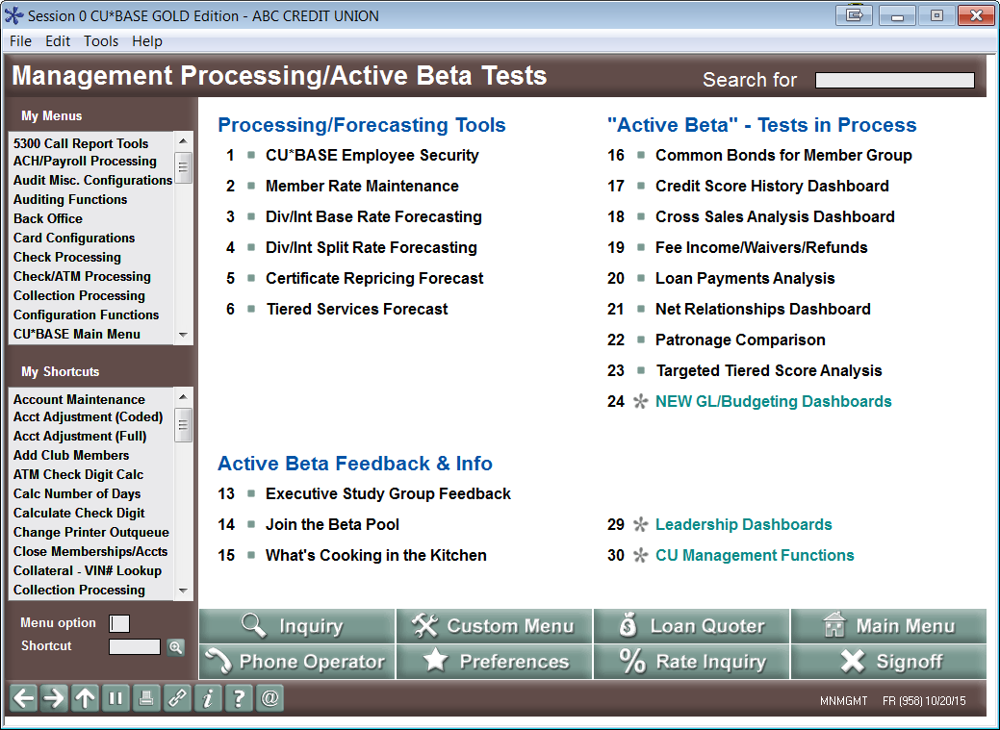 Session 0 CU*BASE GOLD Edition - ABC CREDIT UNION
File Edit Tools Help
Management Processing/Active Beta Tests
Search for
My Menus
5300 Call Report Tools
ACH/Payroll Processing
Audit Misc. Configurations
Auditing Functions
Back Office
Card Configurations
Check Processing
Check/ATM Processing
Collection Processing
Configuration Functions
CU*BASE Main Menu
My Shortcuts
Account Maintenance
Acct Adjustment (Coded)
Acct Adjustment (Full)
Add Club Members
ATM Check Digit Calc
Calc Number of Days
Calculate Check Digit
Change Printer Outqueue
Close Memberships/Accts
Collateral - VIN# Lookup
Collection Processing
Menu option
Shortcut
Processing/Forecasting Tools
1 CU*BASE Employee Security
2 Member Rate Maintenance
3 Div/Int Base Rate Forecasting
4 Div/Int Split Rate Forecasting
5 Certificate Repricing Forecast
6 Tiered Services Forecast
"Active Beta" - Tests in Process
16 Common Bonds for Member Group
17 Credit Score History Dashboard
18 Cross Sales Analysis Dashboard
19 Fee Income/Waivers/Refunds
20 Loan Payments Analysis
21 Net Relationships Dashboard
22 Patronage Comparison
23 Targeted Tiered Score Analysis
24 NEW GL/Budgeting Dashboards
Active Beta Feedback & Info
13 Executive Study Group Feedback
14 Join the Beta Pool
15 What's Cooking in the Kitchen
29 Leadership Dashboards
30 CU Management Functions
Inquiry Custom Menu Loan Quoter Main Menu
Phone Operator Preferences Rate Inquiry Signoff
MNMGMT FR (958) 10/20/15